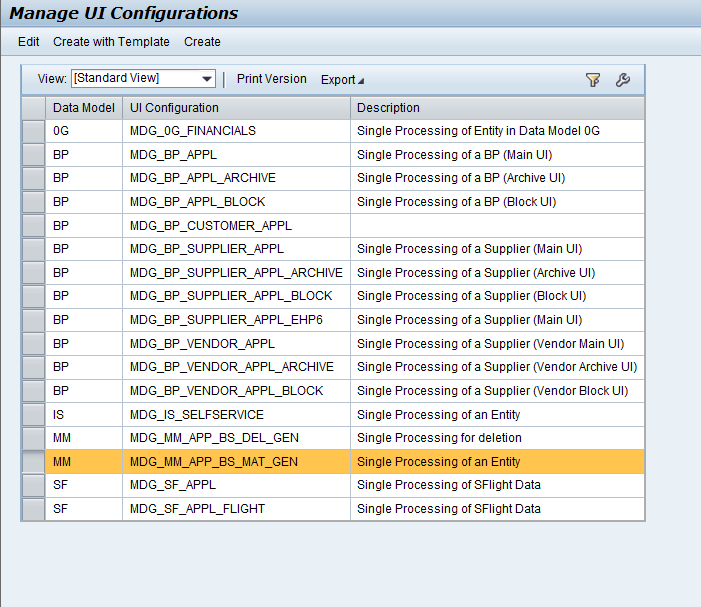 Manage UI Configurations
Edit Create with Template Create
View: [Standard View] Print Version Export
Data Model UI Configuration Description
0G MDG_0G_FINANCIALS Single Processing of Entity in Data Model 0G
BP MDG_BP_APPL Single Processing of a BP (Main UI)
BP MDG_BP_APPL_ARCHIVE Single Processing of a BP (Archive UI)
BP MDG_BP_APPL_BLOCK Single Processing of a BP (Block UI)
BP MDG_BP_CUSTOMER_APPL
BP MDG_BP_SUPPLIER_APPL Single Processing of a Supplier (Main UI)
BP MDG_BP_SUPPLIER_APPL_ARCHIVE Single Processing of a Supplier (Archive UI)
BP MDG_BP_SUPPLIER_APPL_BLOCK Single Processing of a Supplier (Block UI)
BP MDG_BP_SUPPLIER_APPL_EHP6 Single Processing of a Supplier (Main UI)
BP MDG_BP_VENDOR_APPL Single Processing of a Supplier (Vendor Main UI)
BP MDG_BP_VENDOR_APPL_ARCHIVE Single Processing of a Supplier (Vendor Archive UI)
BP MDG_BP_VENDOR_APPL_BLOCK Single Processing of a Supplier (Vendor Block UI)
IS MDG_IS_SELFSERVICE Single Processing of an Entity
MM MDG_MM_APP_BS_DEL_GEN Single Processing for deletion
MM MDG_MM_APP_BS_MAT_GEN Single Processing of an Entity
SF MDG_SF_APPL Single Processing of SFlight Data
SF MDG_SF_APPL_FLIGHT Single Processing of SFlight Data